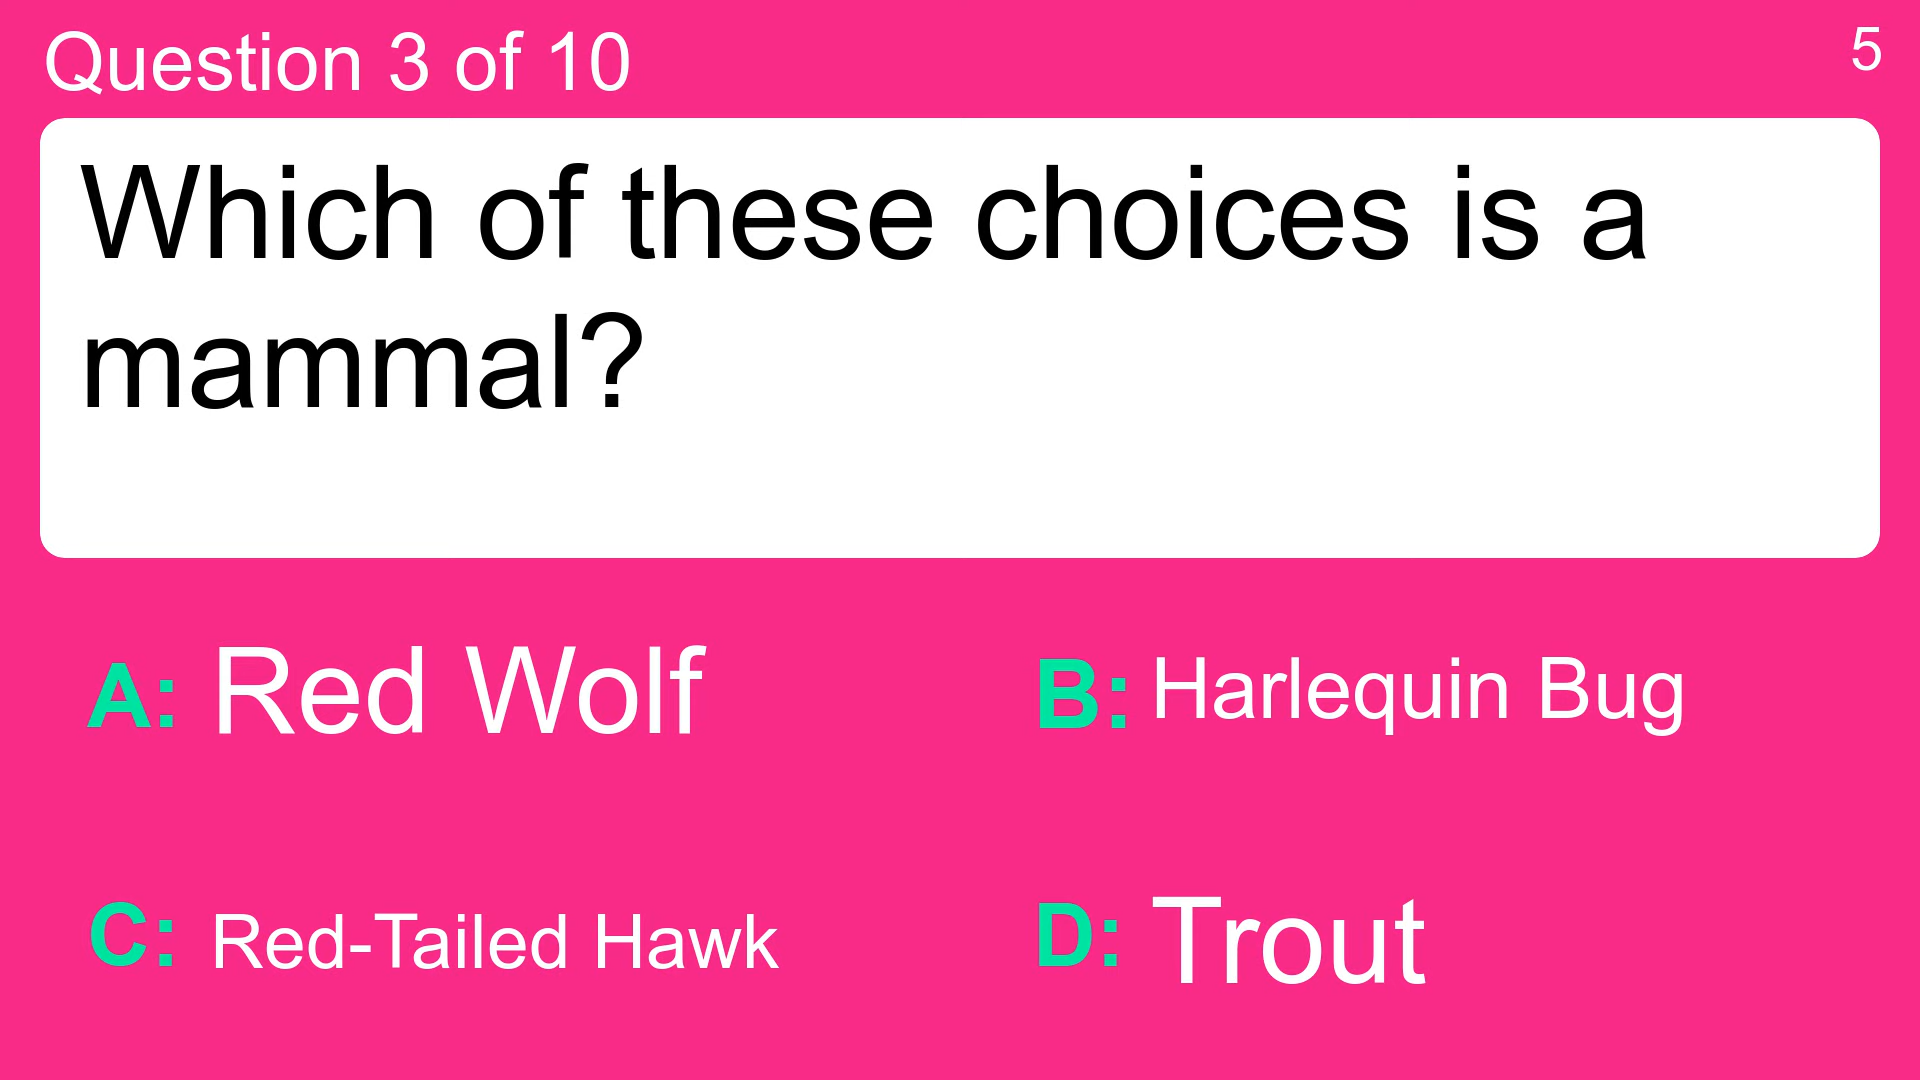 Question 3 of 10
5
Which of these choices is a
mammal?
A: Red Wolf
B: Harlequin Bug
C: Red-Tailed Hawk
D: Trout